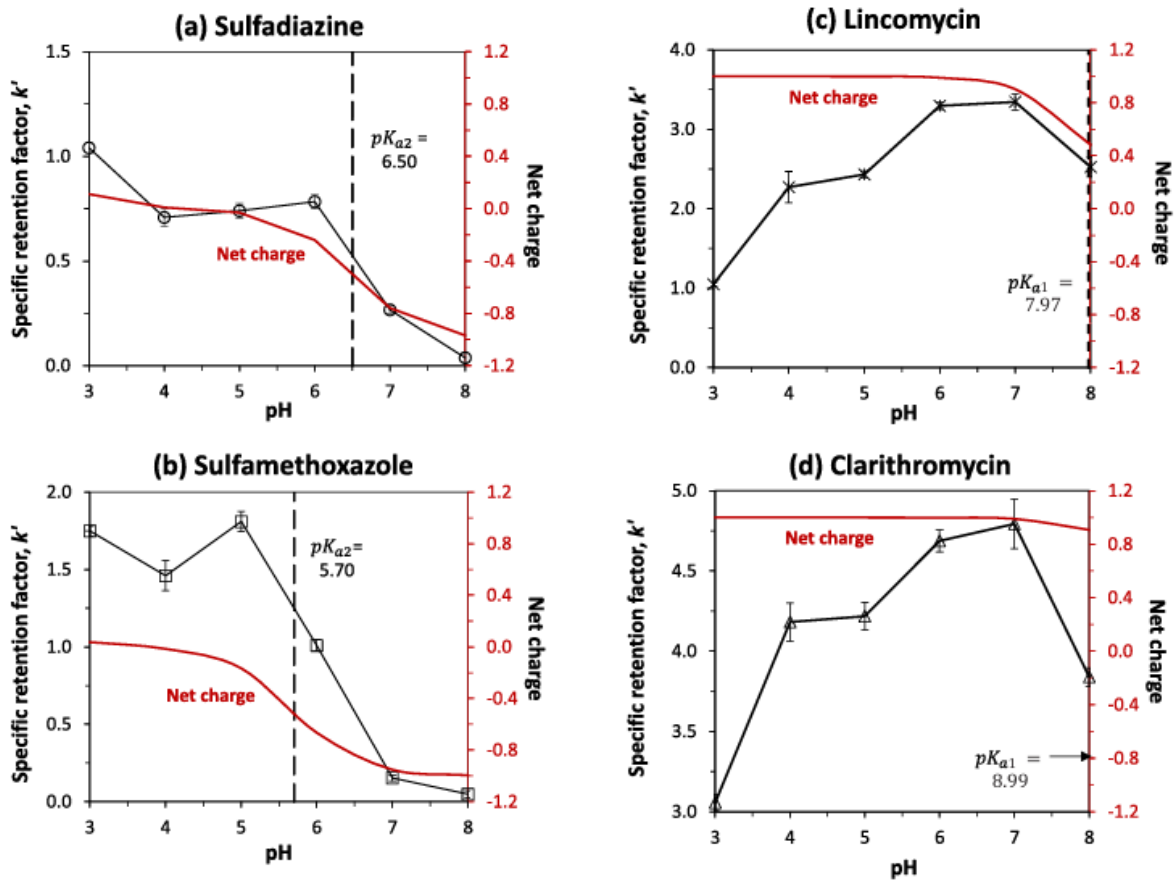 (a) Sulfadiazine
Specific retention factor, k'
1.5
1.0
0.5
0.0
pK_{a2} =
6.50
Net charge
1.2
0.8
0.4
0.0
-0.4
-0.8
-1.2
Net charge
3 4 5 6 7 8
pH
(c) Lincomycin
Specific retention factor, k'
4.0
3.0
2.0
1.0
0.0
Net charge
pK_{a1} =
7.97
1.2
0.8
0.4
0.0
-0.4
-0.8
-1.2
Net charge
3 4 5 6 7 8
pH
(b) Sulfamethoxazole
Specific retention factor, k'
2.0
1.5
1.0
0.5
0.0
pK_{a2}=
5.70
Net charge
1.2
0.8
0.4
0.0
-0.4
-0.8
-1.2
Net charge
3 4 5 6 7 8
pH
(d) Clarithromycin
Specific retention factor, k'
5.0
4.5
4.0
3.5
3.0
Net charge
pK_{a1} =
8.99
1.2
0.8
0.4
0.0
-0.4
-0.8
-1.2
Net charge
3 4 5 6 7 8
pH